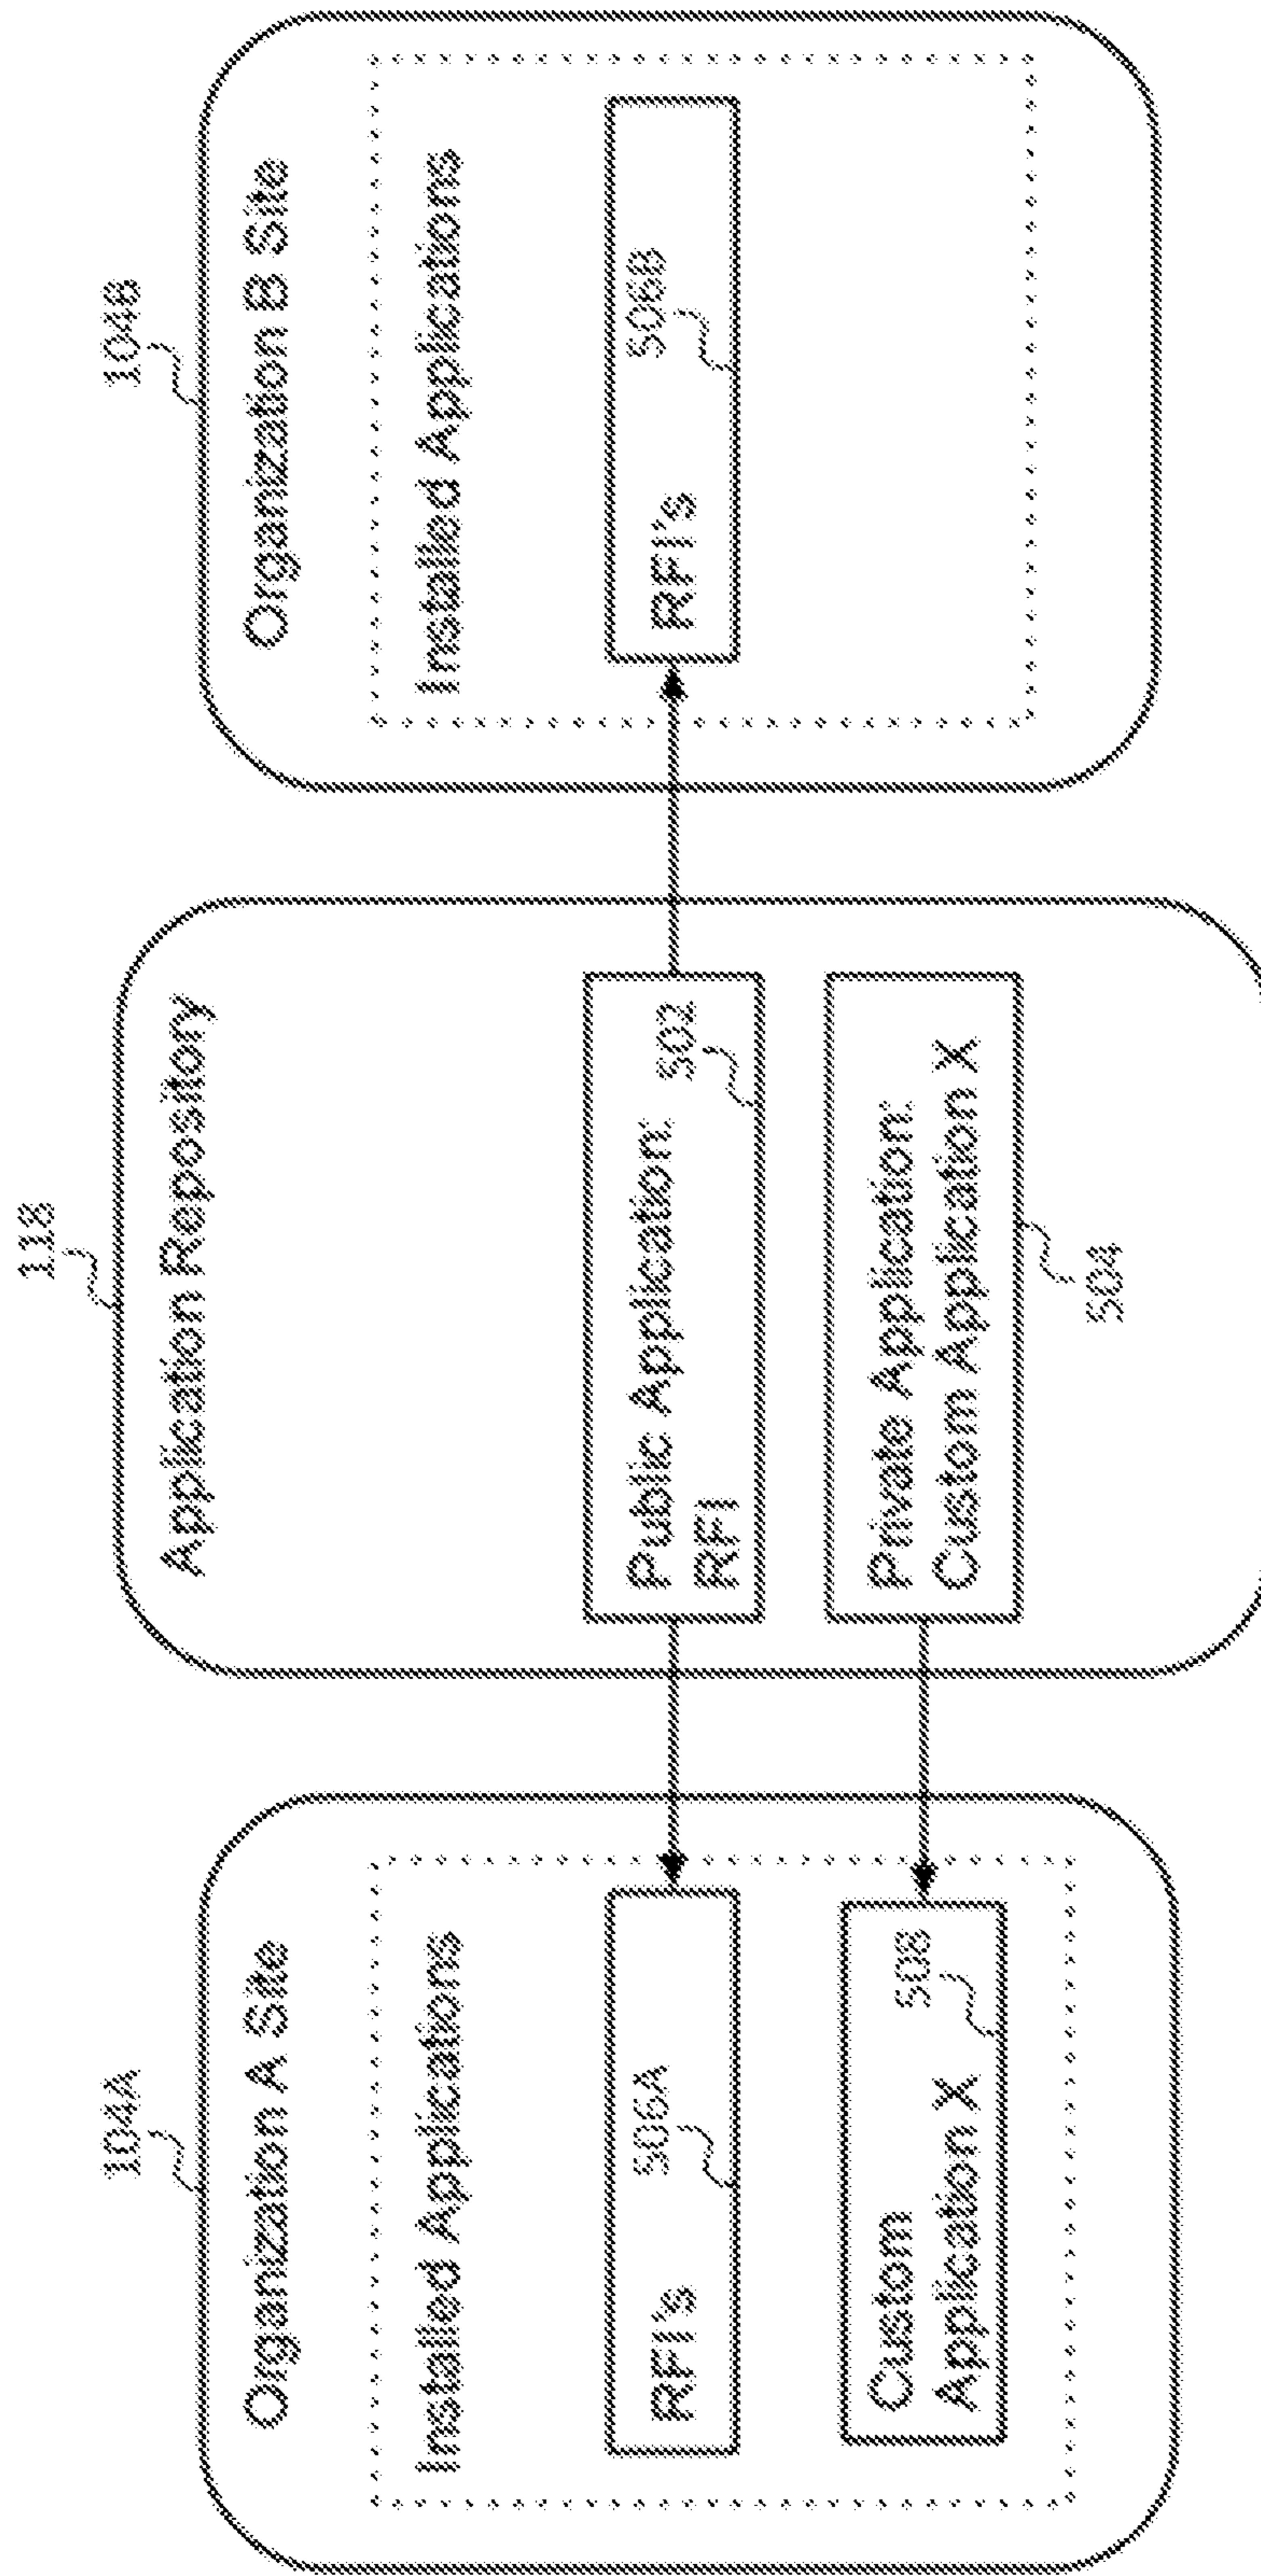 104A
Organization A Site
Installed Applications
RFI's
506A
Custom
Application X
508
118
Application Repository
Public Application:
RFI
502
Private Application:
Custom Application X
504
104B
Organization B Site
Installed Applications
RFI's
506B